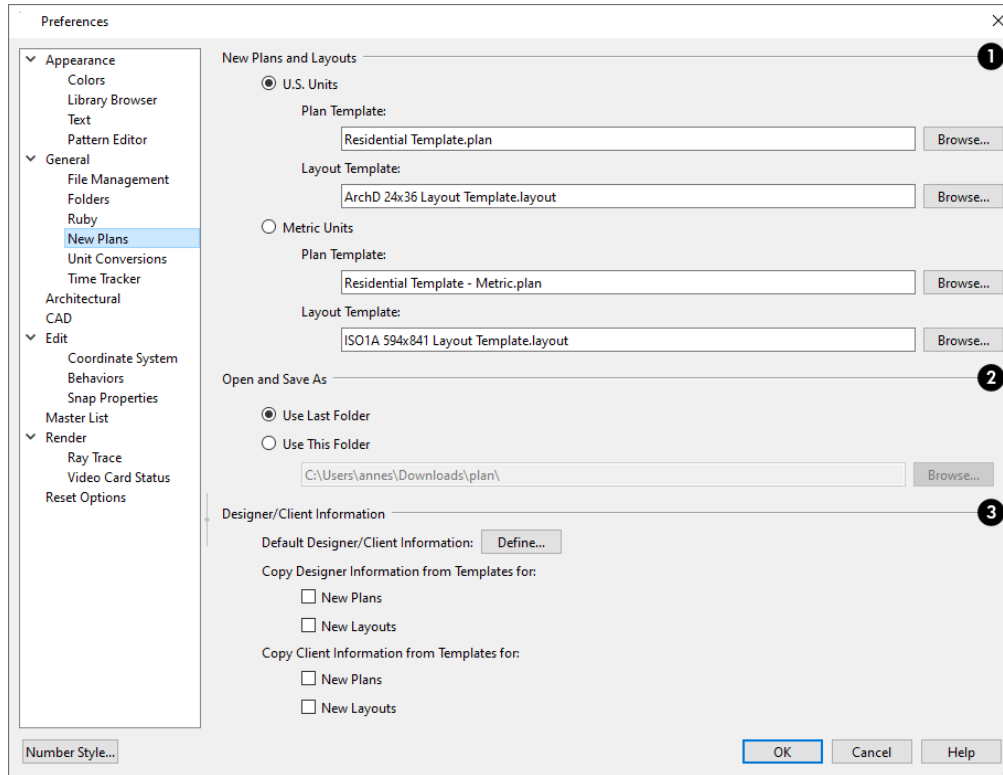 Preferences
Appearance
Colors
Library Browser
Text
Pattern Editor
General
File Management
Folders
Ruby
New Plans
Unit Conversions
Time Tracker
Architectural
CAD
Edit
Coordinate System
Behaviors
Snap Properties
Master List
Render
Ray Trace
Video Card Status
Reset Options
New Plans and Layouts 1
U.S. Units
Plan Template:
Residential Template.plan Browse...
Layout Template:
ArchD 24x36 Layout Template.layout Browse...
Metric Units
Plan Template:
Residential Template - Metric.plan Browse...
Layout Template:
ISO1A 594x841 Layout Template.layout Browse...
Open and Save As 2
Use Last Folder
Use This Folder
C:\Users\annes\Downloads\plan\ Browse...
Designer/Client Information 3
Default Designer/Client Information: Define...
Copy Designer Information from Templates for:
New Plans
New Layouts
Copy Client Information from Templates for:
New Plans
New Layouts
Number Style... OK Cancel Help